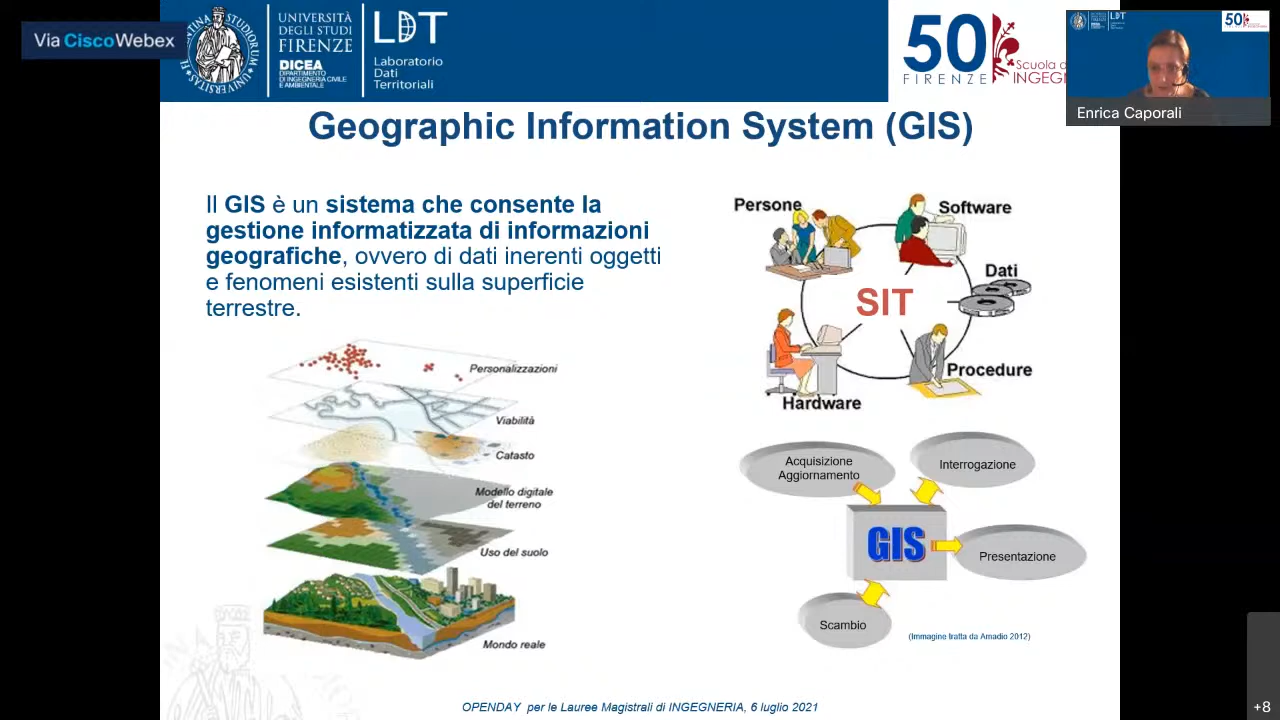 Via Cisco Webex
UNIVERSITÀ
DEGLI STUDI
FIRENZE
DICEA
DIPARTIMENTO
DI INGEGNERIA CIVILE
E AMBIENTALE
LDT
Laboratorio
Dati
Territoriali
50
FIRENZE
Scuola di
INGEGN
Enrica Caporali
Geographic Information System (GIS)
Il GIS è un sistema che consente la
gestione informatizzata di informazioni
geografiche, ovvero di dati inerenti oggetti
e fenomeni esistenti sulla superficie
terrestre.
Personalizzazioni
Viabilità
Catasto
Modello digitale
del terreno
Uso del suolo
Mondo reale
Persone
Software
Dati
SIT
Procedure
Hardware
Acquisizione
Aggiornamento
Interrogazione
GIS
Presentazione
Scambio
(Immagine tratta da Amadio 2012)
OPENDAY per le Lauree Magistrali di INGEGNERIA, 6 luglio 2021
+8